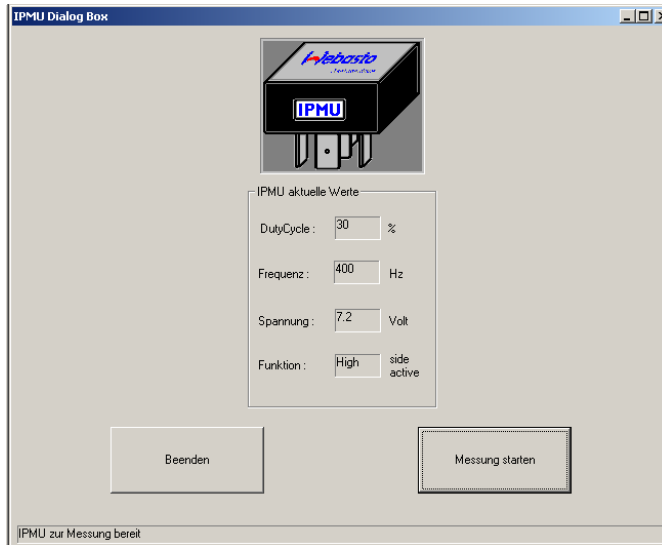 IPMU Dialog Box
Webasto
IPMU
IPMU aktuelle Werte
DutyCycle : 30 %
Frequenz : 400 Hz
Spannung : 7.2 Volt
Funktion : High side active
Beenden
Messung starten
IPMU zur Messung bereit